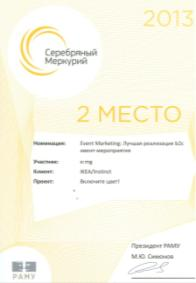 2013
Серебряный
Меркурий
2 МЕСТО
Номинация: Event Marketing: Лучшая реализация b2c
ивент-мероприятия
Участник: e:mg
Клиент: IKEA/Instinct
Проект: Включите цвет!
Президент РАМУ
М.Ю. Симонов
РАМУ